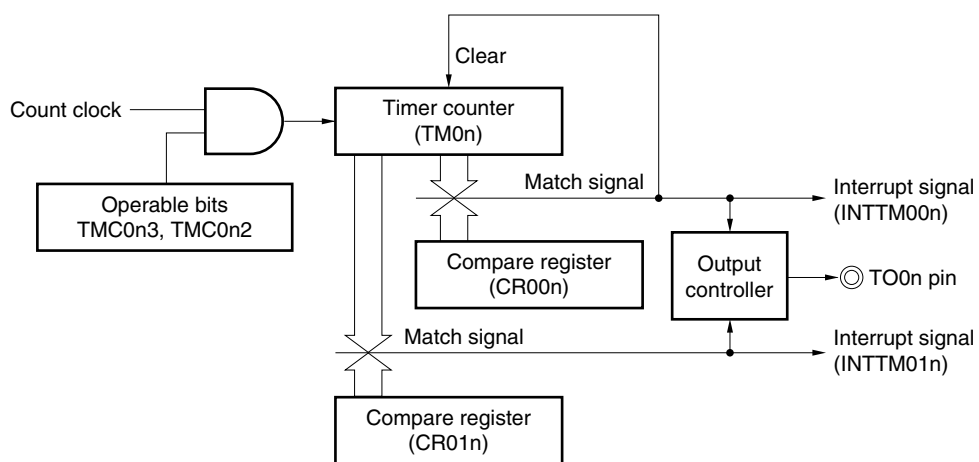 Clear
Count clock
Timer counter
(TM0n)
Operable bits
TMC0n3, TMC0n2
Match signal
Interrupt signal
(INTTM00n)
Compare register
(CR00n)
Output
controller
TO0n pin
Match signal
Interrupt signal
(INTTM01n)
Compare register
(CR01n)